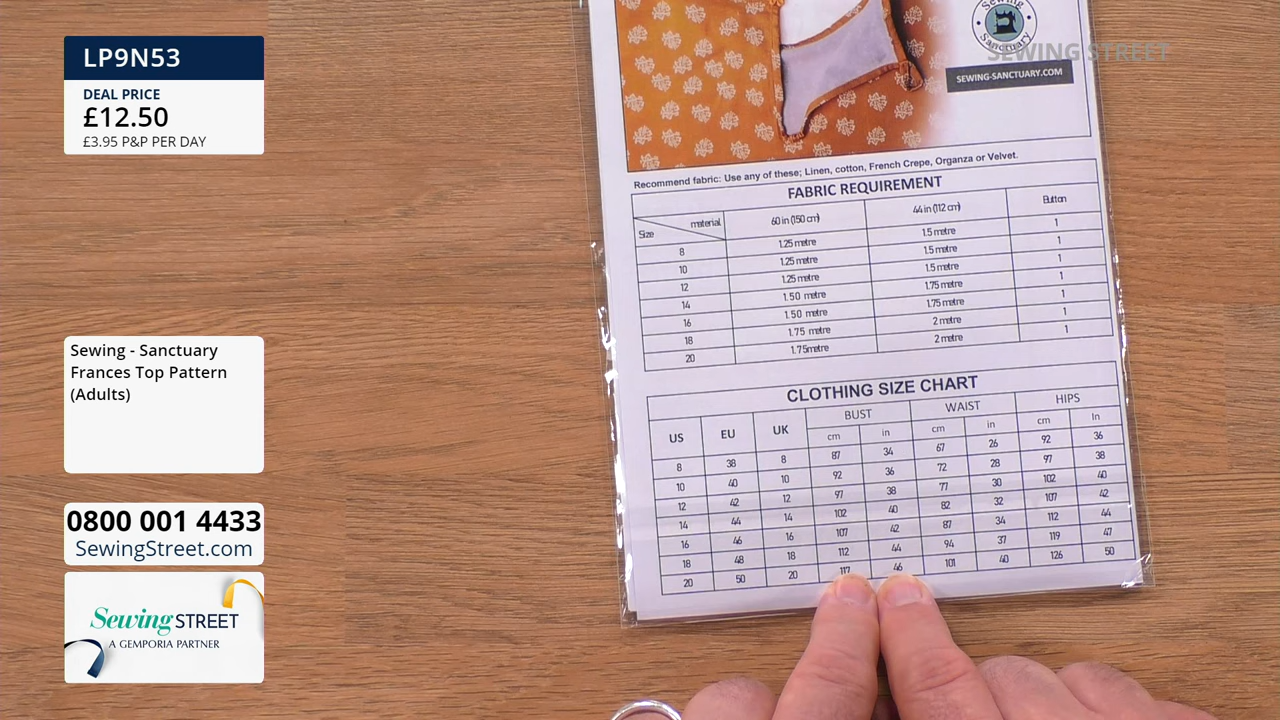 LP9N53
DEAL PRICE
£12.50
£3.95 P&P PER DAY
Sewing - Sanctuary
Frances Top Pattern
(Adults)
0800 001 4433
SewingStreet.com
Sewing STREET
A GEMPORIA PARTNER
SEWING STREET
Sewing
Sanctuary
SEWING-SANCTUARY.COM
Recommend fabric: Use any of these; Linen, cotton, French Crepe, Organza or Velvet.
FABRIC REQUIREMENT
Size material 60 in (150 cm) 44 in (112 cm) Button
8 1.25 metre 1.5 metre 1
10 1.25 metre 1.5 metre 1
12 1.25 metre 1.5 metre 1
14 1.50 metre 1.75 metre 1
16 1.50 metre 1.75 metre 1
18 1.75 metre 2 metre 1
20 1.75metre 2 metre 1
CLOTHING SIZE CHART
US EU UK BUST WAIST HIPS
cm in cm in cm In
8 38 8 87 34 67 26 92 36
10 40 10 92 36 72 28 97 38
12 42 12 97 38 77 30 102 40
14 44 14 102 40 82 32 107 42
16 46 16 107 42 87 34 112 44
18 48 18 112 44 94 37 119 47
20 50 20 117 46 101 40 126 50